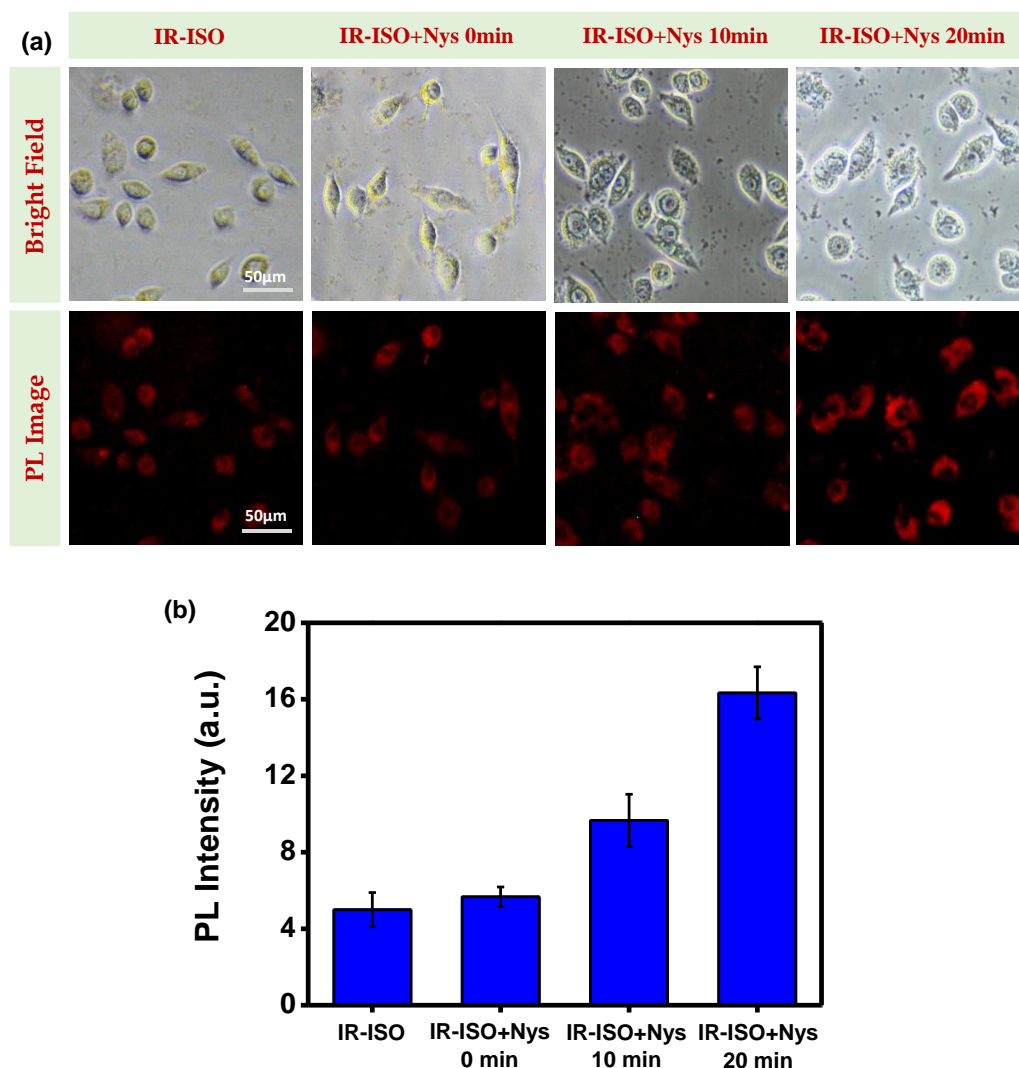 (a)
IR-ISO
IR-ISO+Nys 0min
IR-ISO+Nys 10min
IR-ISO+Nys 20min
Bright Field
50μm
PL Image
50μm
(b)
PL Intensity (a.u.)
20
16
12
8
4
0
IR-ISO
IR-ISO+Nys
0 min
IR-ISO+Nys
10 min
IR-ISO+Nys
20 min